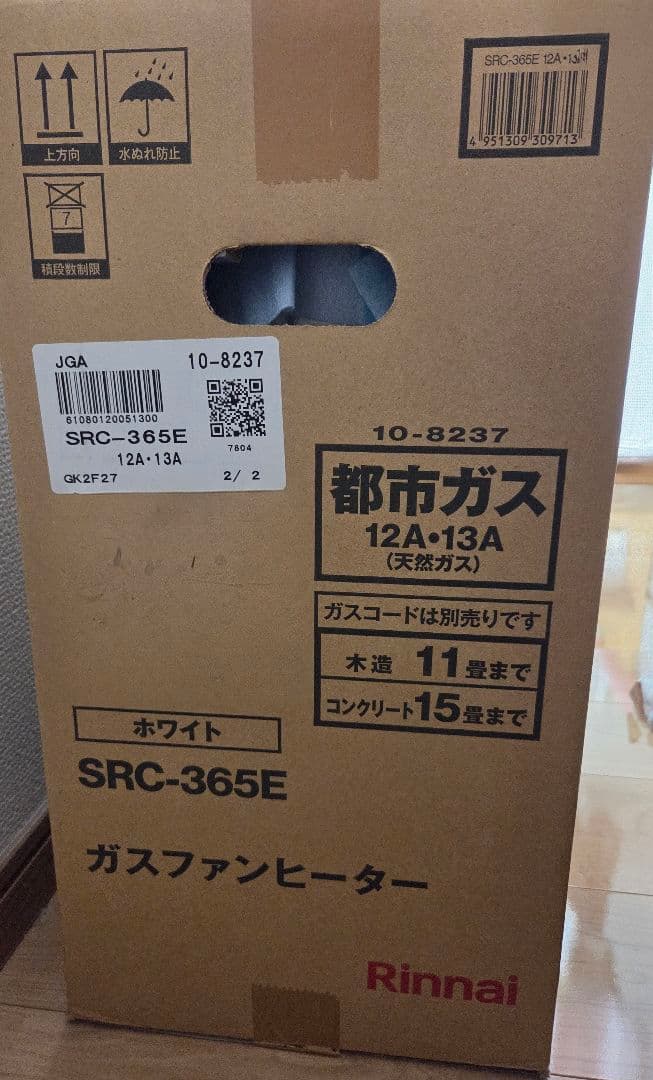 上方向
水ぬれ防止
7
積段数制限
SRC-365E 12A・13A
4 951309 309713
JGA
10-8237
61080120051300
SRC-365E
7804
12A・13A
GK2F27
2/ 2
10-8237
都市ガス
12A・13A
(天然ガス)
ガスコードは別売りです
木造 11畳まで
コンクリート15畳まで
ホワイト
SRC-365E
ガスファンヒーター
Rinnai